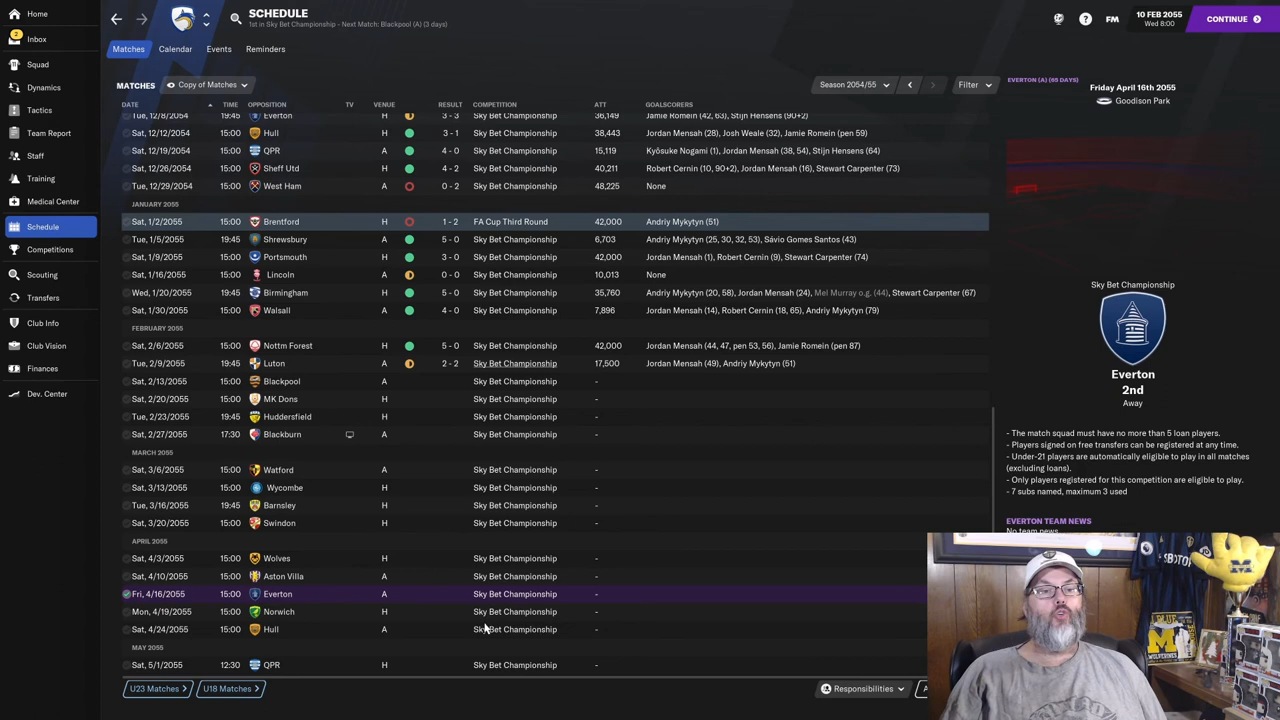 Home
SCHEDULE
1st in Sky Bet Championship - Next Match: Blackpool (A) (3 days)
FM
10 FEB 2055
Wed 8:00
CONTINUE
2
Inbox
Matches Calendar Events Reminders
Squad
Dynamics
Tactics
Team Report
Staff
Training
Medical Center
Schedule
Competitions
Scouting
Transfers
Club Info
Club Vision
Finances
Dev. Center
MATCHES Copy of Matches Season 2054/55 Filter
DATE TIME OPPOSITION TV VENUE RESULT COMPETITION ATT GOALSCORERS
Tue, 12/8/2054 19:45 Everton H 3 - 3 Sky Bet Championship 36,149 Jamie Romein (42, 63), Stijn Hensens (90+2)
Sat, 12/12/2054 15:00 Hull H 3 - 1 Sky Bet Championship 38,443 Jordan Mensah (28), Josh Weale (32), Jamie Romein (pen 59)
Sat, 12/19/2054 15:00 QPR A 4 - 0 Sky Bet Championship 15,119 Kyôsuke Nogami (1), Jordan Mensah (38, 54), Stijn Hensens (64)
Sat, 12/26/2054 15:00 Sheff Utd H 4 - 2 Sky Bet Championship 40,211 Robert Cernin (10, 90+2), Jordan Mensah (16), Stewart Carpenter (73)
Tue, 12/29/2054 15:00 West Ham A 0 - 2 Sky Bet Championship 48,225 None
JANUARY 2055
Sat, 1/2/2055 15:00 Brentford H 1 - 2 FA Cup Third Round 42,000 Andriy Mykytyn (51)
Tue, 1/5/2055 19:45 Shrewsbury A 5 - 0 Sky Bet Championship 6,703 Andriy Mykytyn (25, 30, 32, 53), Sávio Gomes Santos (43)
Sat, 1/9/2055 15:00 Portsmouth H 3 - 0 Sky Bet Championship 42,000 Jordan Mensah (1), Robert Cernin (9), Stewart Carpenter (74)
Sat, 1/16/2055 15:00 Lincoln A 0 - 0 Sky Bet Championship 10,013 None
Wed, 1/20/2055 19:45 Birmingham H 5 - 0 Sky Bet Championship 35,760 Andriy Mykytyn (20, 58), Jordan Mensah (24), Mel Murray o.g. (44), Stewart Carpenter (67)
Sat, 1/30/2055 15:00 Walsall A 4 - 0 Sky Bet Championship 7,896 Jordan Mensah (14), Robert Cernin (18, 65), Andriy Mykytyn (79)
FEBRUARY 2055
Sat, 2/6/2055 15:00 Nottm Forest H 5 - 0 Sky Bet Championship 42,000 Jordan Mensah (44, 47, pen 53, 56), Jamie Romein (pen 87)
Tue, 2/9/2055 19:45 Luton A 2 - 2 Sky Bet Championship 17,500 Jordan Mensah (49), Andriy Mykytyn (51)
Sat, 2/13/2055 15:00 Blackpool A Sky Bet Championship -
Sat, 2/20/2055 15:00 MK Dons H Sky Bet Championship -
Tue, 2/23/2055 19:45 Huddersfield H Sky Bet Championship -
Sat, 2/27/2055 17:30 Blackburn A Sky Bet Championship -
MARCH 2055
Sat, 3/6/2055 15:00 Watford A Sky Bet Championship -
Sat, 3/13/2055 15:00 Wycombe H Sky Bet Championship -
Tue, 3/16/2055 19:45 Barnsley H Sky Bet Championship -
Sat, 3/20/2055 15:00 Swindon H Sky Bet Championship -
APRIL 2055
Sat, 4/3/2055 15:00 Wolves H Sky Bet Championship -
Sat, 4/10/2055 15:00 Aston Villa A Sky Bet Championship -
Fri, 4/16/2055 15:00 Everton A Sky Bet Championship -
Mon, 4/19/2055 15:00 Norwich H Sky Bet Championship -
Sat, 4/24/2055 15:00 Hull A Sky Bet Championship -
MAY 2055
Sat, 5/1/2055 12:30 QPR H Sky Bet Championship -
U23 Matches U18 Matches Responsibilities
EVERTON (A) (65 DAYS)
Friday April 16th 2055
Goodison Park
Sky Bet Championship
Everton
2nd
Away
- The match squad must have no more than 5 loan players.
- Players signed on free transfers can be registered at any time.
- Under-21 players are automatically eligible to play in all matches
(excluding loans).
- Only players registered for this competition are eligible to play.
- 7 subs named, maximum 3 used
EVERTON TEAM NEWS
No team news